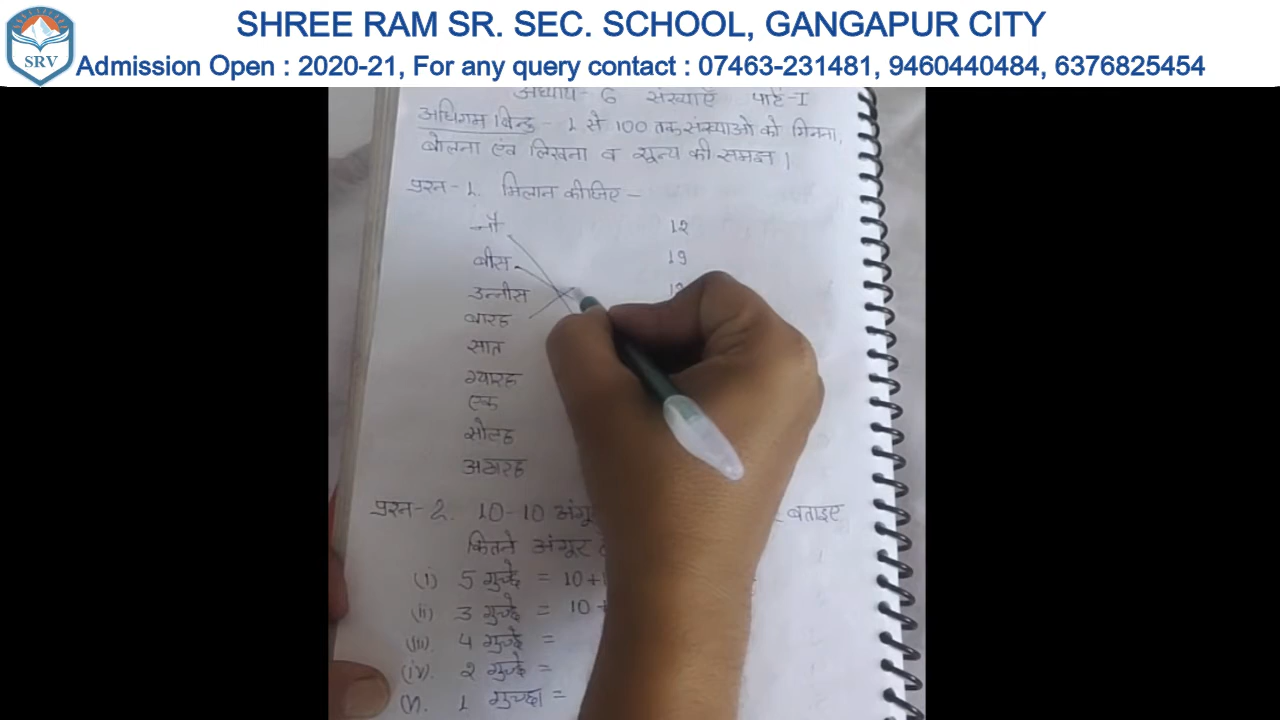 SHREE RAM SR. SEC. SCHOOL, GANGAPUR CITY
SRV
Admission Open : 2020-21, For any query contact : 07463-231481, 9460440484, 6376825454
अध्याय- 6 संख्याएँ पार्ट-I
अधिगम बिन्दु - 1 से 100 तक संख्याओं को गिनना,
बोलना एंव लिखना व शून्य की समझ।
प्रश्न-1. मिलान कीजिए -
नौ 12
बीस 19
उन्नीस
बारह
सात
ग्यारह
एक
सोलह
अठारह
प्रश्न-2. 10-10 बताइए
कितने अंगूर
(i) 5 गुच्छे = 10+
(ii) 3 गुच्छे = 10
(iii). 4 गुच्छे =
(iv). 2 गुच्छे =
(v). 1 गुच्छा =